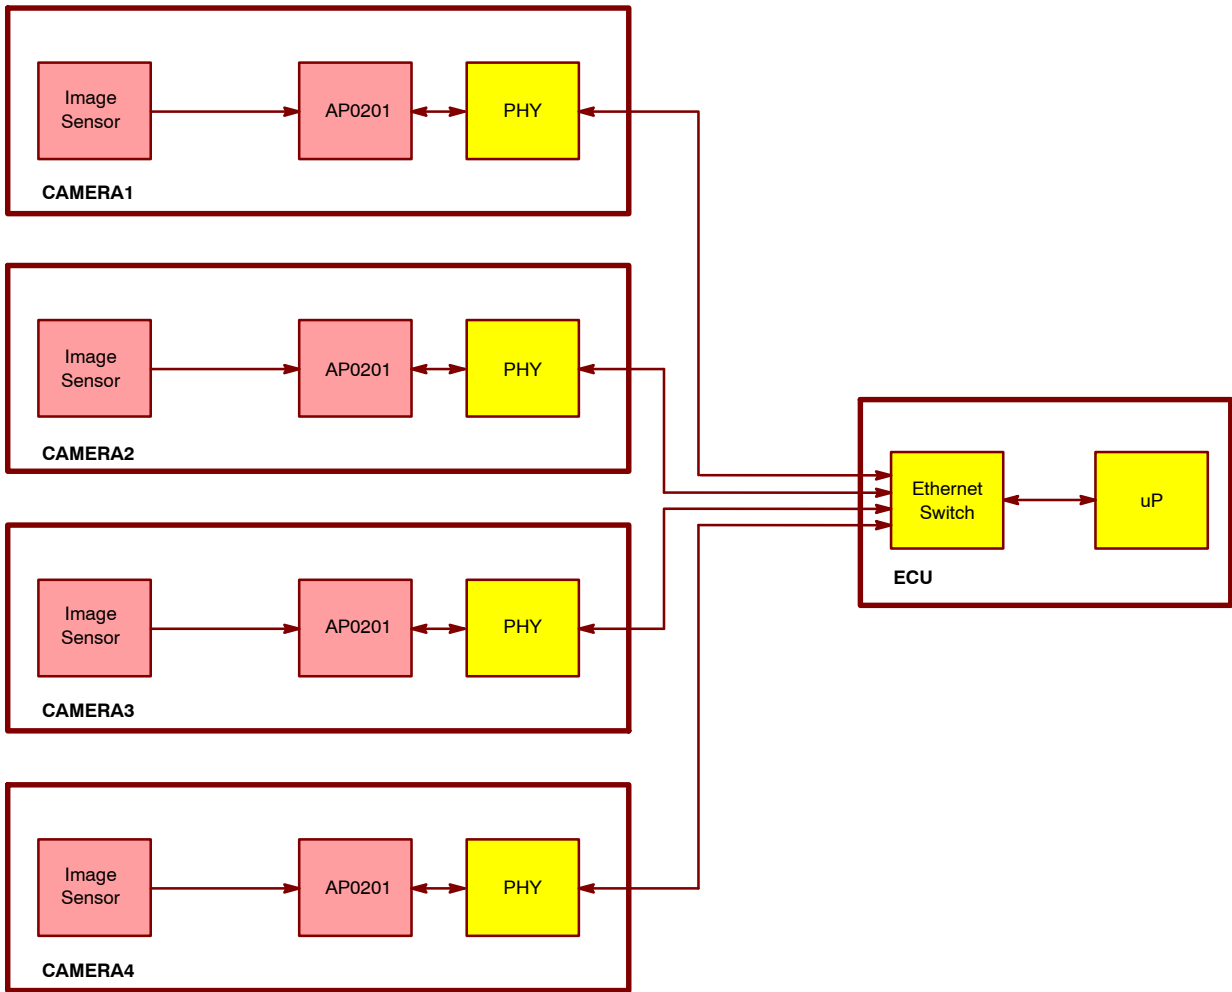 Image
Sensor
AP0201
PHY
CAMERA1
Image
Sensor
AP0201
PHY
CAMERA2
Image
Sensor
AP0201
PHY
CAMERA3
Image
Sensor
AP0201
PHY
CAMERA4
Ethernet
Switch
uP
ECU